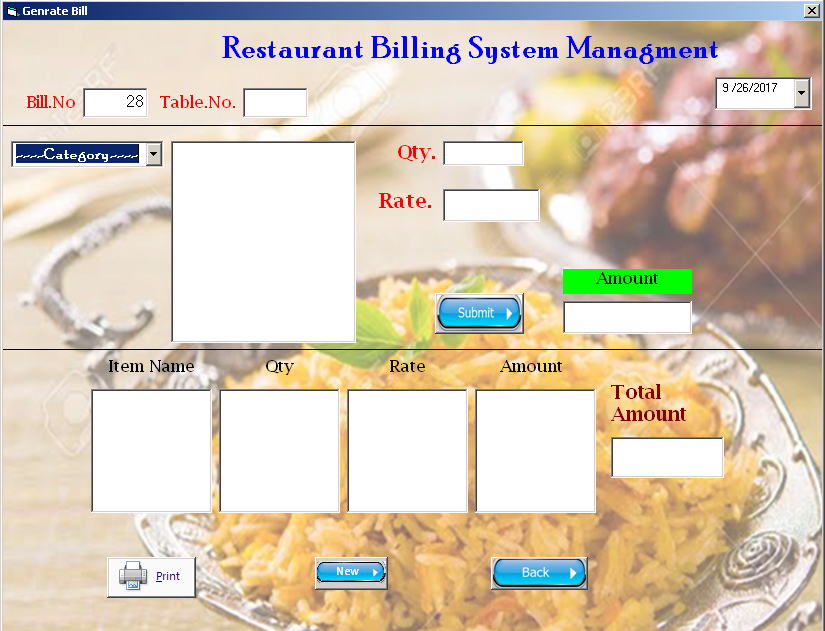 Genrate Bill
Restaurant Billing System Managment
Bill.No 28 Table.No. 9/26/2017
~~~~Category~~~~ Qty.
Rate.
Amount
Submit
Item Name Qty Rate Amount
Total
Amount
Print New Back
123RF